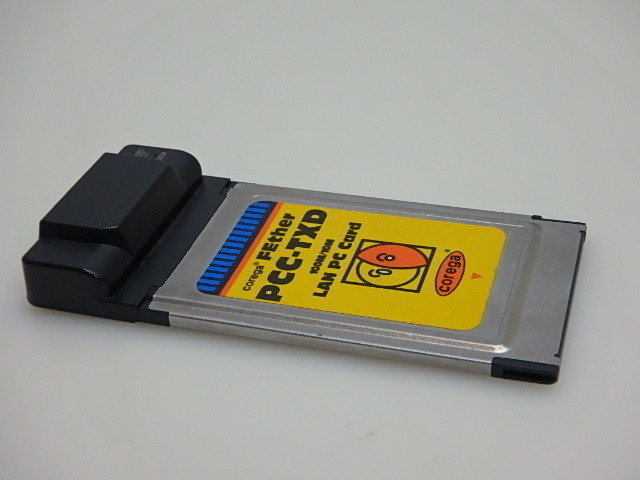 corega® FEther
PCC-TXD
100M/10M
LAN PC Card
corega®